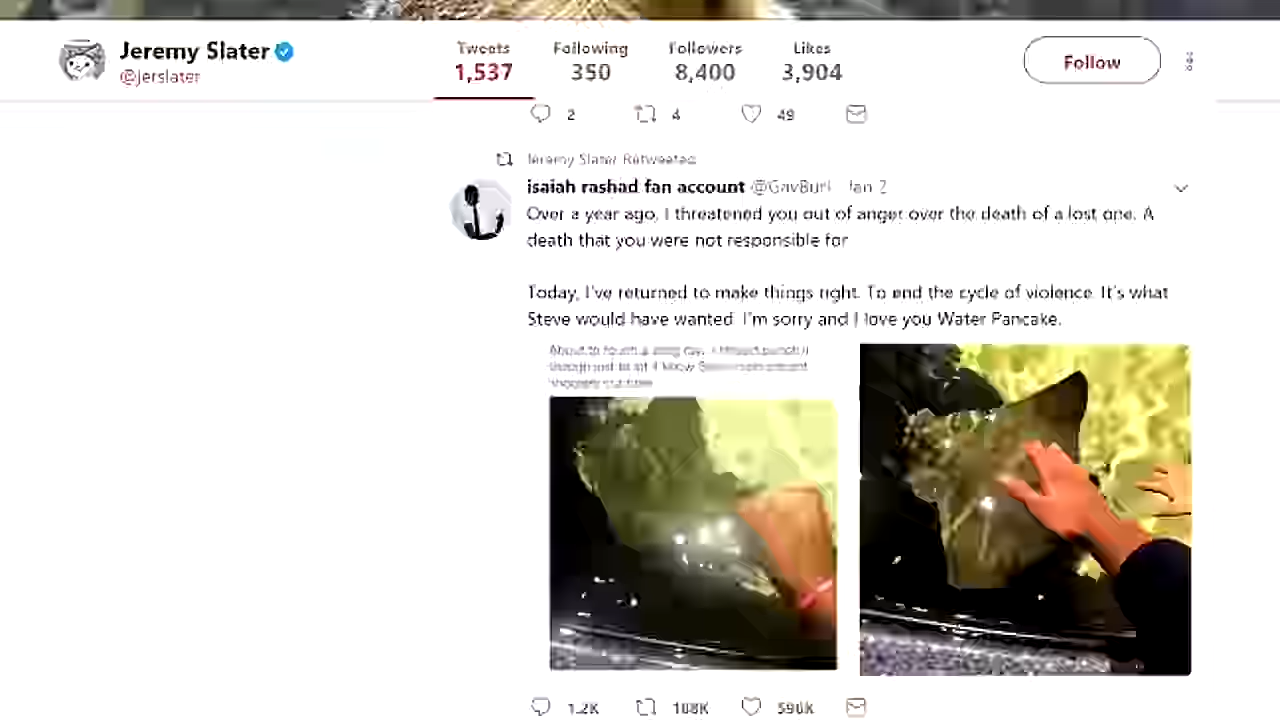 Jeremy Slater
@jerslater
Tweets Following Followers Likes
1,537 350 8,400 3,904
Follow
2 4 49
Jeremy Slater Retweeted
isaiah rashad fan account @GavBurl Jan 2
Over a year ago, I threatened you out of anger over the death of a lost one. A
death that you were not responsible for
Today, I've returned to make things right. To end the cycle of violence. It's what
Steve would have wanted. I'm sorry and I love you Water Pancake.
1.2K 108K 590K